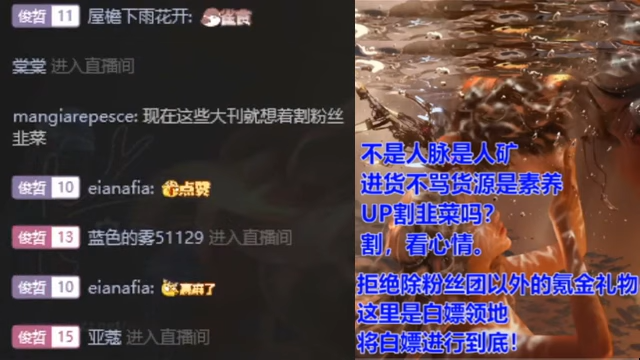 俊哲 11 屋檐下雨花开:
棠棠 进入直播间
mangiarepesce: 现在这些大刊就想着割粉丝
韭菜
俊哲 10 eianafia: 点赞
俊哲 13 蓝色的雾51129 进入直播间
俊哲 10 eianafia: 赢麻了
俊哲 15 亚蔻 进入直播间
不是人脉是人矿
进货不骂货源是素养
UP割韭菜吗?
割,看心情。
拒绝除粉丝团以外的氪金礼物
这里是白嫖领地
将白嫖进行到底!